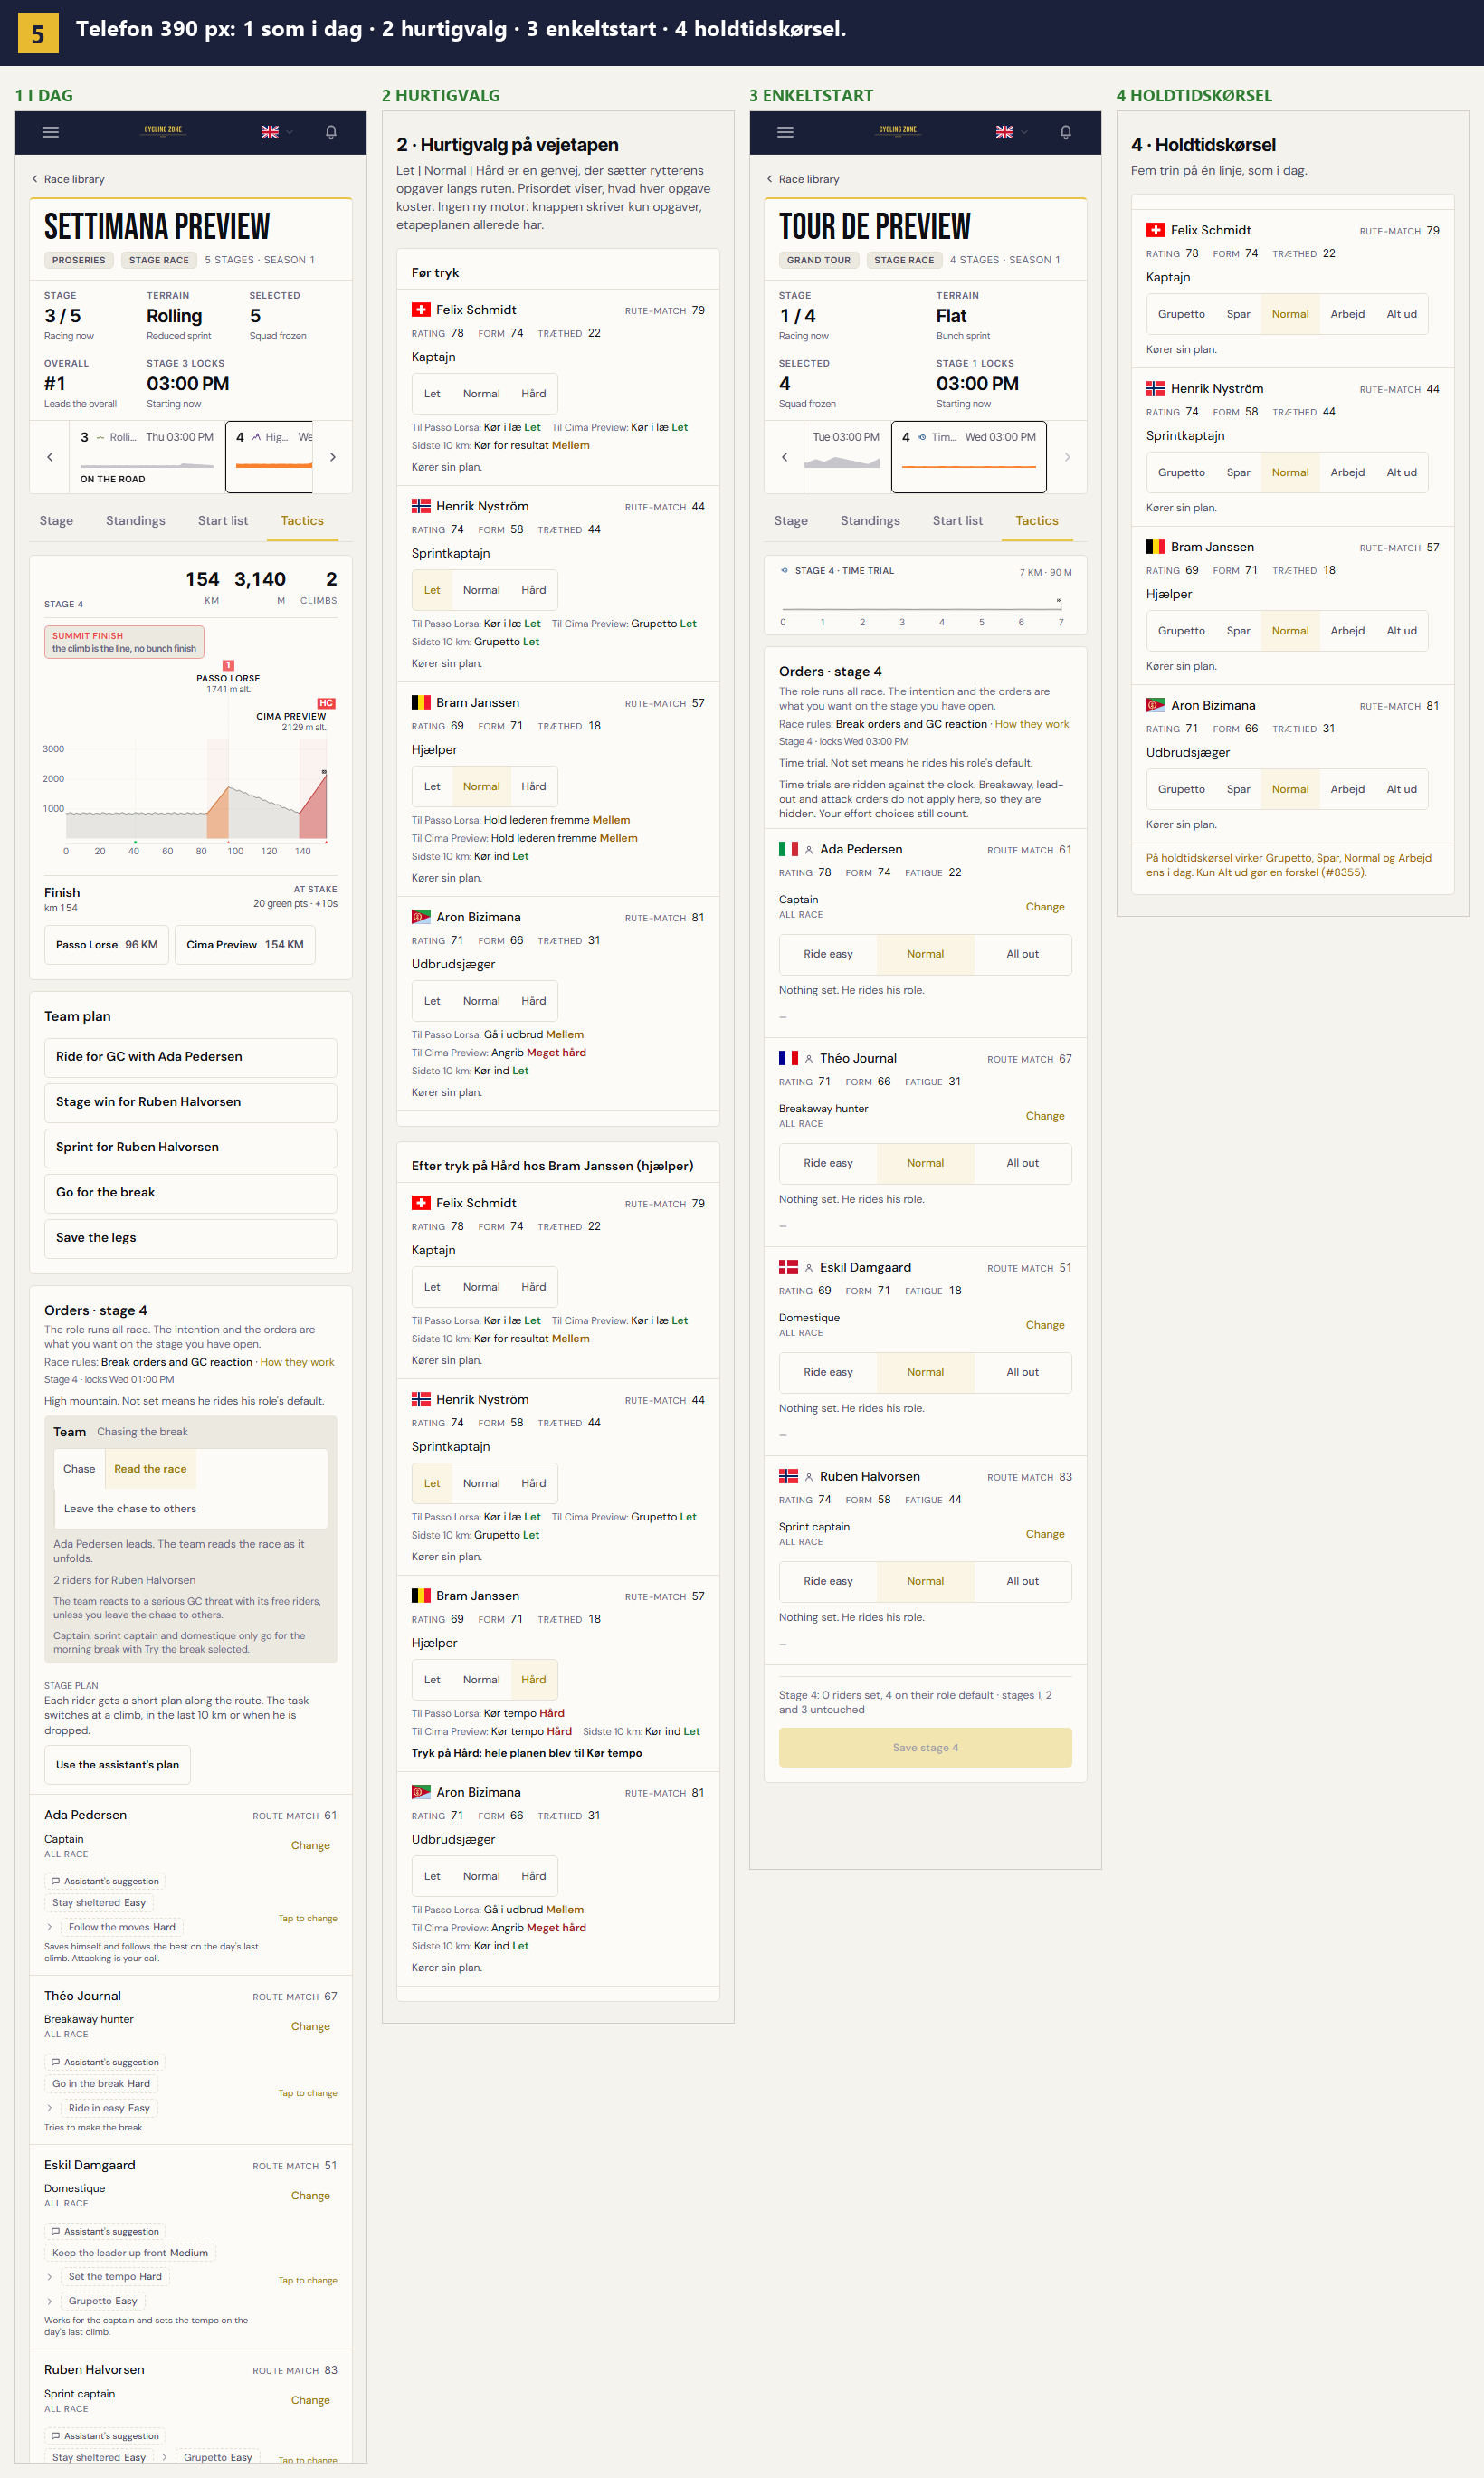 5
Telefon 390 px: 1 som i dag · 2 hurtigvalg · 3 enkeltstart · 4 holdtidskørsel.
1 I DAG
CYCLING ZONE
Race library
SETTIMANA PREVIEW
PROSERIES STAGE RACE 5 STAGES · SEASON 1
STAGE TERRAIN SELECTED
3 / 5 Rolling 5
Racing now Reduced sprint Squad frozen
OVERALL STAGE 3 LOCKS
#1 03:00 PM
Leads the overall Starting now
3 Rolli... Thu 03:00 PM 4 Hig... We
ON THE ROAD
Stage Standings Start list Tactics
154 3,140 2
STAGE 4 KM M CLIMBS
SUMMIT FINISH
the climb is the line, no bunch finish
1
PASSO LORSE
1741 m alt.
HC
CIMA PREVIEW
2129 m alt.
3000
2000
1000
0 20 40 60 80 100 120 140
Finish AT STAKE
km 154 20 green pts · +10s
Passo Lorse 96 KM Cima Preview 154 KM
Team plan
Ride for GC with Ada Pedersen
Stage win for Ruben Halvorsen
Sprint for Ruben Halvorsen
Go for the break
Save the legs
Orders · stage 4
The role runs all race. The intention and the orders are
what you want on the stage you have open.
Race rules: Break orders and GC reaction · How they work
Stage 4 · locks Wed 01:00 PM
High mountain. Not set means he rides his role's default.
Team Chasing the break
Chase Read the race
Leave the chase to others
Ada Pedersen leads. The team reads the race as it
unfolds.
2 riders for Ruben Halvorsen
The team reacts to a serious GC threat with its free riders,
unless you leave the chase to others.
Captain, sprint captain and domestique only go for the
morning break with Try the break selected.
STAGE PLAN
Each rider gets a short plan along the route. The task
switches at a climb, in the last 10 km or when he is
dropped.
Use the assistant's plan
Ada Pedersen ROUTE MATCH 61
Captain Change
ALL RACE
Assistant's suggestion
Stay sheltered Easy
Follow the moves Hard Tap to change
Saves himself and follows the best on the day's last
climb. Attacking is your call.
Théo Journal ROUTE MATCH 67
Breakaway hunter Change
ALL RACE
Assistant's suggestion
Go in the break Hard
Ride in easy Easy Tap to change
Tries to make the break.
Eskil Damgaard ROUTE MATCH 51
Domestique Change
ALL RACE
Assistant's suggestion
Keep the leader up front Medium
Set the tempo Hard Tap to change
Grupetto Easy
Works for the captain and sets the tempo on the
day's last climb.
Ruben Halvorsen ROUTE MATCH 83
Sprint captain Change
ALL RACE
Assistant's suggestion
Stay sheltered Easy Grupetto Easy Tap to change
2 HURTIGVALG
2 · Hurtigvalg på vejetapen
Let | Normal | Hård er en genvej, der sætter rytterens
opgaver langs ruten. Prisordet viser, hvad hver opgave
koster. Ingen ny motor: knappen skriver kun opgaver,
etapeplanen allerede har.
Før tryk
Felix Schmidt RUTE-MATCH 79
RATING 78 FORM 74 TRÆTHED 22
Kaptajn
Let Normal Hård
Til Passo Lorsa: Kør i læ Let Til Cima Preview: Kør i læ Let
Sidste 10 km: Kør for resultat Mellem
Kører sin plan.
Henrik Nyström RUTE-MATCH 44
RATING 74 FORM 58 TRÆTHED 44
Sprintkaptajn
Let Normal Hård
Til Passo Lorsa: Kør i læ Let Til Cima Preview: Grupetto Let
Sidste 10 km: Grupetto Let
Kører sin plan.
Bram Janssen RUTE-MATCH 57
RATING 69 FORM 71 TRÆTHED 18
Hjælper
Let Normal Hård
Til Passo Lorsa: Hold lederen fremme Mellem
Til Cima Preview: Hold lederen fremme Mellem
Sidste 10 km: Kør ind Let
Kører sin plan.
Aron Bizimana RUTE-MATCH 81
RATING 71 FORM 66 TRÆTHED 31
Udbrudsjæger
Let Normal Hård
Til Passo Lorsa: Gå i udbrud Mellem
Til Cima Preview: Angrib Meget hård
Sidste 10 km: Kør ind Let
Kører sin plan.
Efter tryk på Hård hos Bram Janssen (hjælper)
Felix Schmidt RUTE-MATCH 79
RATING 78 FORM 74 TRÆTHED 22
Kaptajn
Let Normal Hård
Til Passo Lorsa: Kør i læ Let Til Cima Preview: Kør i læ Let
Sidste 10 km: Kør for resultat Mellem
Kører sin plan.
Henrik Nyström RUTE-MATCH 44
RATING 74 FORM 58 TRÆTHED 44
Sprintkaptajn
Let Normal Hård
Til Passo Lorsa: Kør i læ Let Til Cima Preview: Grupetto Let
Sidste 10 km: Grupetto Let
Kører sin plan.
Bram Janssen RUTE-MATCH 57
RATING 69 FORM 71 TRÆTHED 18
Hjælper
Let Normal Hård
Til Passo Lorsa: Kør tempo Hård
Til Cima Preview: Kør tempo Hård Sidste 10 km: Kør ind Let
Tryk på Hård: hele planen blev til Kør tempo
Aron Bizimana RUTE-MATCH 81
RATING 71 FORM 66 TRÆTHED 31
Udbrudsjæger
Let Normal Hård
Til Passo Lorsa: Gå i udbrud Mellem
Til Cima Preview: Angrib Meget hård
Sidste 10 km: Kør ind Let
Kører sin plan.
3 ENKELTSTART
CYCLING ZONE
Race library
TOUR DE PREVIEW
GRAND TOUR STAGE RACE 4 STAGES · SEASON 1
STAGE TERRAIN
1 / 4 Flat
Racing now Bunch sprint
SELECTED STAGE 1 LOCKS
4 03:00 PM
Squad frozen Starting now
Tue 03:00 PM 4 Tim... Wed 03:00 PM
Stage Standings Start list Tactics
STAGE 4 · TIME TRIAL 7 KM · 90 M
0 1 2 3 4 5 6 7
Orders · stage 4
The role runs all race. The intention and the orders are
what you want on the stage you have open.
Race rules: Break orders and GC reaction · How they work
Stage 4 · locks Wed 03:00 PM
Time trial. Not set means he rides his role's default.
Time trials are ridden against the clock. Breakaway, lead-
out and attack orders do not apply here, so they are
hidden. Your effort choices still count.
Ada Pedersen ROUTE MATCH 61
RATING 78 FORM 74 FATIGUE 22
Captain Change
ALL RACE
Ride easy Normal All out
Nothing set. He rides his role.
–
Théo Journal ROUTE MATCH 67
RATING 71 FORM 66 FATIGUE 31
Breakaway hunter Change
ALL RACE
Ride easy Normal All out
Nothing set. He rides his role.
–
Eskil Damgaard ROUTE MATCH 51
RATING 69 FORM 71 FATIGUE 18
Domestique Change
ALL RACE
Ride easy Normal All out
Nothing set. He rides his role.
–
Ruben Halvorsen ROUTE MATCH 83
RATING 74 FORM 58 FATIGUE 44
Sprint captain Change
ALL RACE
Ride easy Normal All out
Nothing set. He rides his role.
–
Stage 4: 0 riders set, 4 on their role default · stages 1, 2
and 3 untouched
Save stage 4
4 HOLDTIDSKØRSEL
4 · Holdtidskørsel
Fem trin på én linje, som i dag.
Felix Schmidt RUTE-MATCH 79
RATING 78 FORM 74 TRÆTHED 22
Kaptajn
Grupetto Spar Normal Arbejd Alt ud
Kører sin plan.
Henrik Nyström RUTE-MATCH 44
RATING 74 FORM 58 TRÆTHED 44
Sprintkaptajn
Grupetto Spar Normal Arbejd Alt ud
Kører sin plan.
Bram Janssen RUTE-MATCH 57
RATING 69 FORM 71 TRÆTHED 18
Hjælper
Grupetto Spar Normal Arbejd Alt ud
Kører sin plan.
Aron Bizimana RUTE-MATCH 81
RATING 71 FORM 66 TRÆTHED 31
Udbrudsjæger
Grupetto Spar Normal Arbejd Alt ud
Kører sin plan.
På holdtidskørsel virker Grupetto, Spar, Normal og Arbejd
ens i dag. Kun Alt ud gør en forskel (#8355).